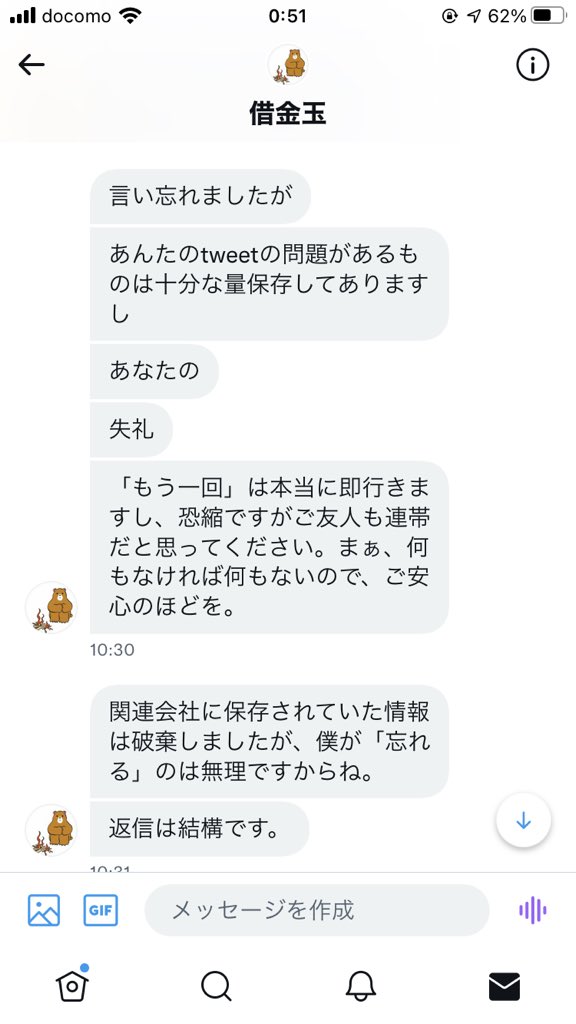 docomo 0:51 62%
借金玉
言い忘れましたが
あんたのtweetの問題があるも
のは十分な量保存してあります
し
あなたの
失礼
「もう一回」は本当に即行きま
すし、恐縮ですがご友人も連帯
だと思ってください。まぁ、何
もなければ何もないので、ご安
心のほどを。
10:30
関連会社に保存されていた情報
は破棄しましたが、僕が「忘れ
る」のは無理ですからね。
返信は結構です。
10:31
GIF メッセージを作成